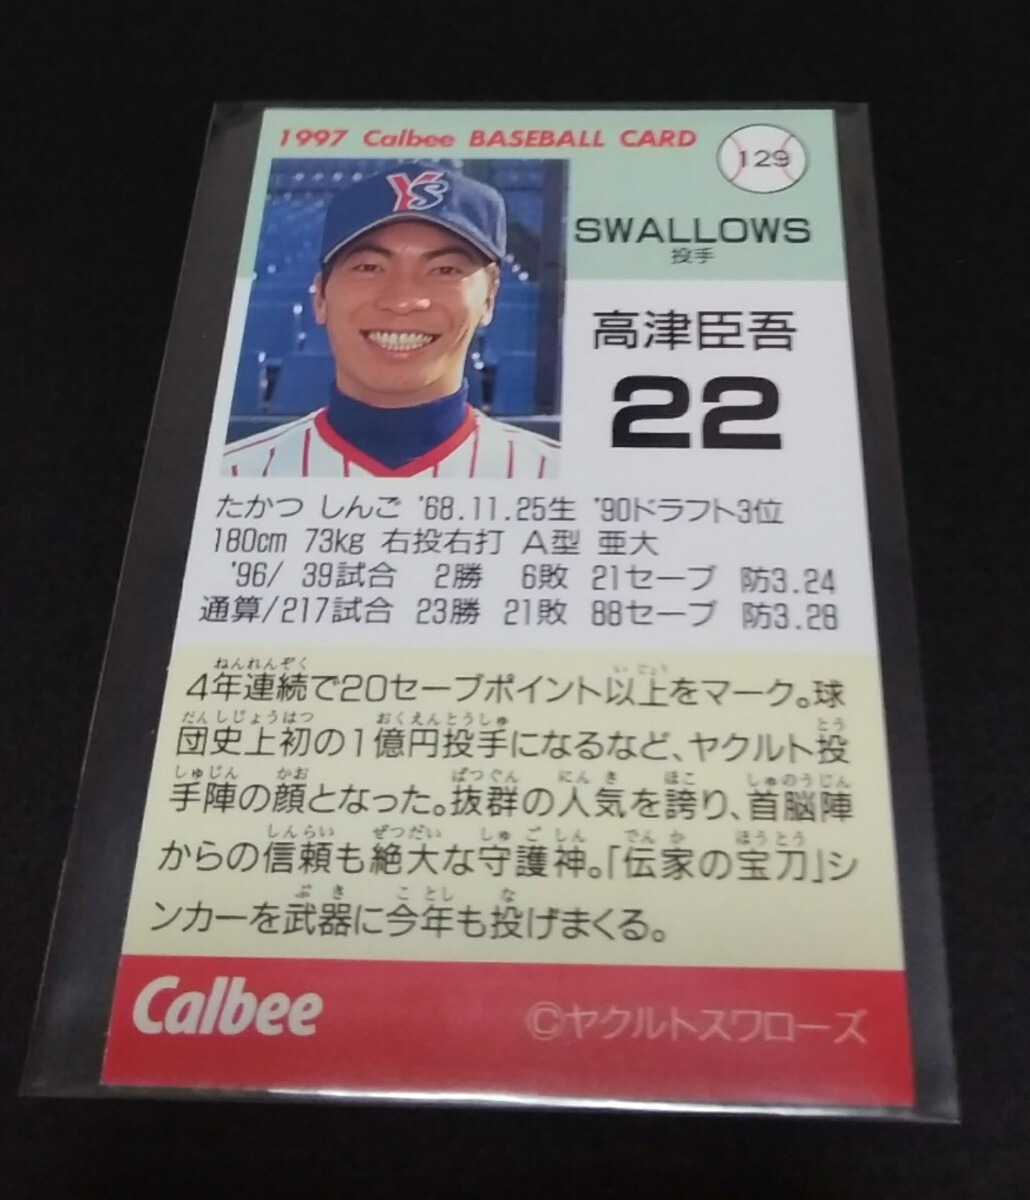 1997 Calbee BASEBALL CARD
129
YS
SWALLOWS
投手
高津臣吾
22
たかつ しんご '68.11.25生 '90ドラフト3位
180cm 73kg 右投右打 A型 亜大
'96/ 39試合 2勝 6敗 21セーブ 防3.24
通算/217試合 23勝 21敗 88セーブ 防3.28
ねんれんぞく いじょう
4年連続で20セーブポイント以上をマーク。球
だんしじょうはつ おくえんとうしゅ とう
団史上初の1億円投手になるなど、ヤクルト投
しゅじん かお ばつぐん にんき ほこ しゅのうじん
手陣の顔となった。抜群の人気を誇り、首脳陣
しんらい ぜつだい しゅごしん でんか ほうとう
からの信頼も絶大な守護神。「伝家の宝刀」シ
ぶき ことし な
ンカーを武器に今年も投げまくる。
Calbee
©ヤクルトスワローズ